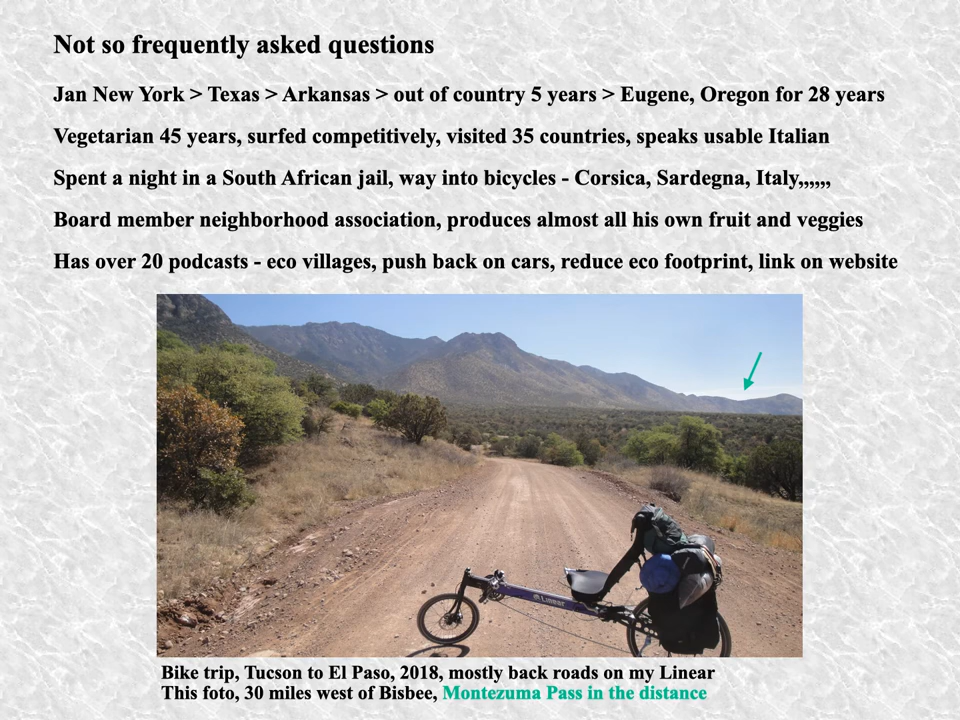 Not so frequently asked questions
Jan New York > Texas > Arkansas > out of country 5 years > Eugene, Oregon for 28 years
Vegetarian 45 years, surfed competitively, visited 35 countries, speaks usable Italian
Spent a night in a South African jail, way into bicycles - Corsica, Sardegna, Italy,,,,,,
Board member neighborhood association, produces almost all his own fruit and veggies
Has over 20 podcasts - eco villages, push back on cars, reduce eco footprint, link on website
Linear
Bike trip, Tucson to El Paso, 2018, mostly back roads on my Linear
This foto, 30 miles west of Bisbee, Montezuma Pass in the distance